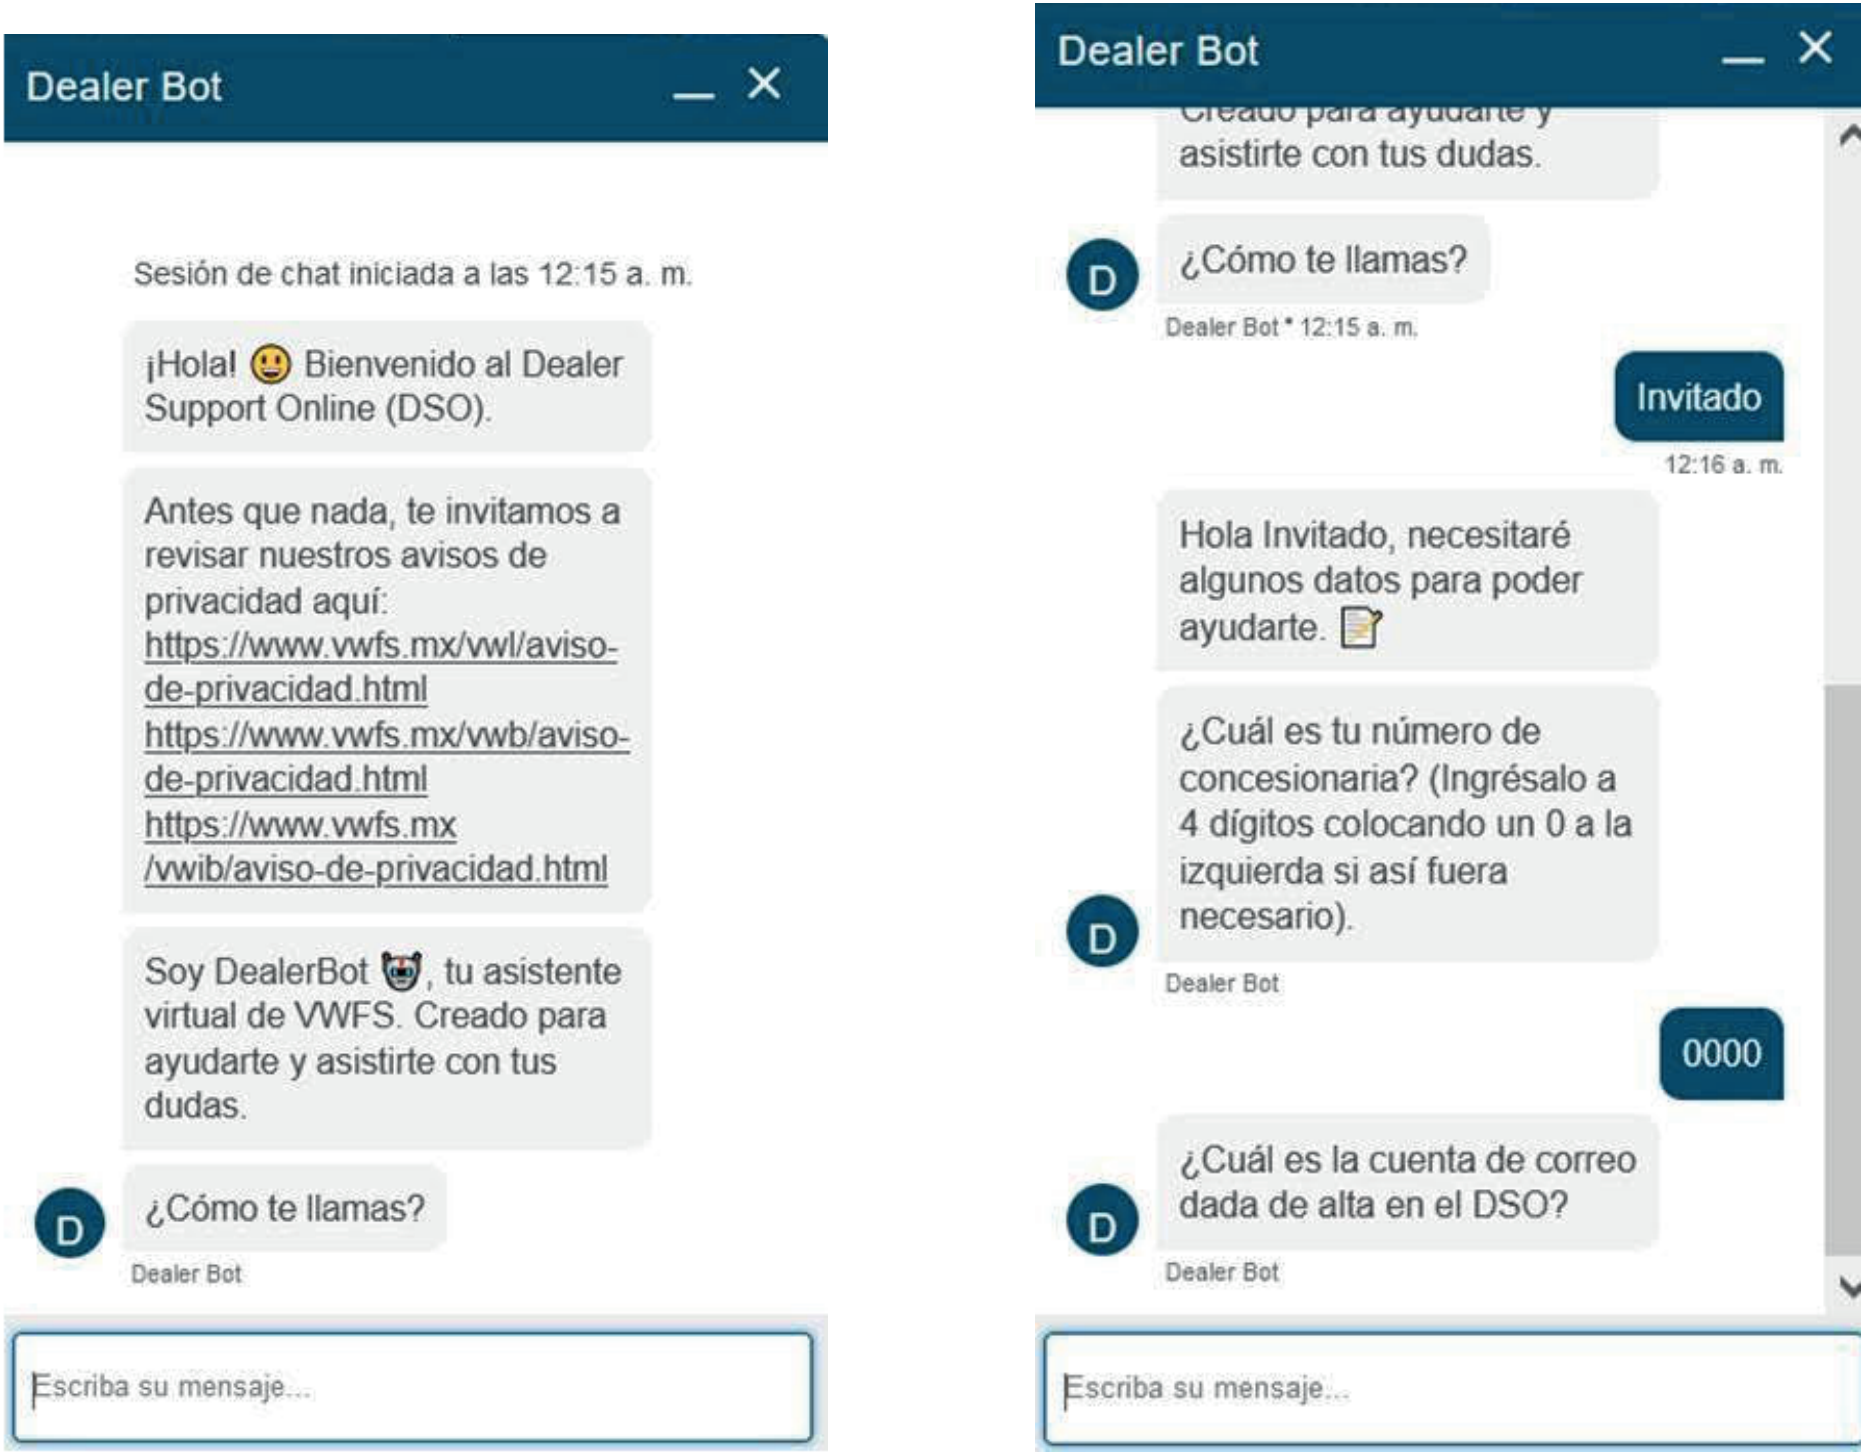 Dealer Bot
Sesión de chat iniciada a las 12:15 a. m.
¡Hola! 😃 Bienvenido al Dealer
Support Online (DSO).
Antes que nada, te invitamos a
revisar nuestros avisos de
privacidad aquí:
https://www.vwfs.mx/vwl/aviso-
de-privacidad.html
https://www.vwfs.mx/vwb/aviso-
de-privacidad.html
https://www.vwfs.mx
/vwib/aviso-de-privacidad.html
Soy DealerBot 🤖, tu asistente
virtual de VWFS. Creado para
ayudarte y asistirte con tus
dudas.
D
¿Cómo te llamas?
Dealer Bot
Escriba su mensaje...
Dealer Bot
Creado para ayudarte y
asistirte con tus dudas.
D
¿Cómo te llamas?
Dealer Bot • 12:15 a. m.
Invitado
12:16 a. m.
Hola Invitado, necesitaré
algunos datos para poder
ayudarte. 📝
¿Cuál es tu número de
concesionaria? (Ingrésalo a
4 dígitos colocando un 0 a la
izquierda si así fuera
necesario).
D
Dealer Bot
0000
¿Cuál es la cuenta de correo
dada de alta en el DSO?
D
Dealer Bot
Escriba su mensaje...